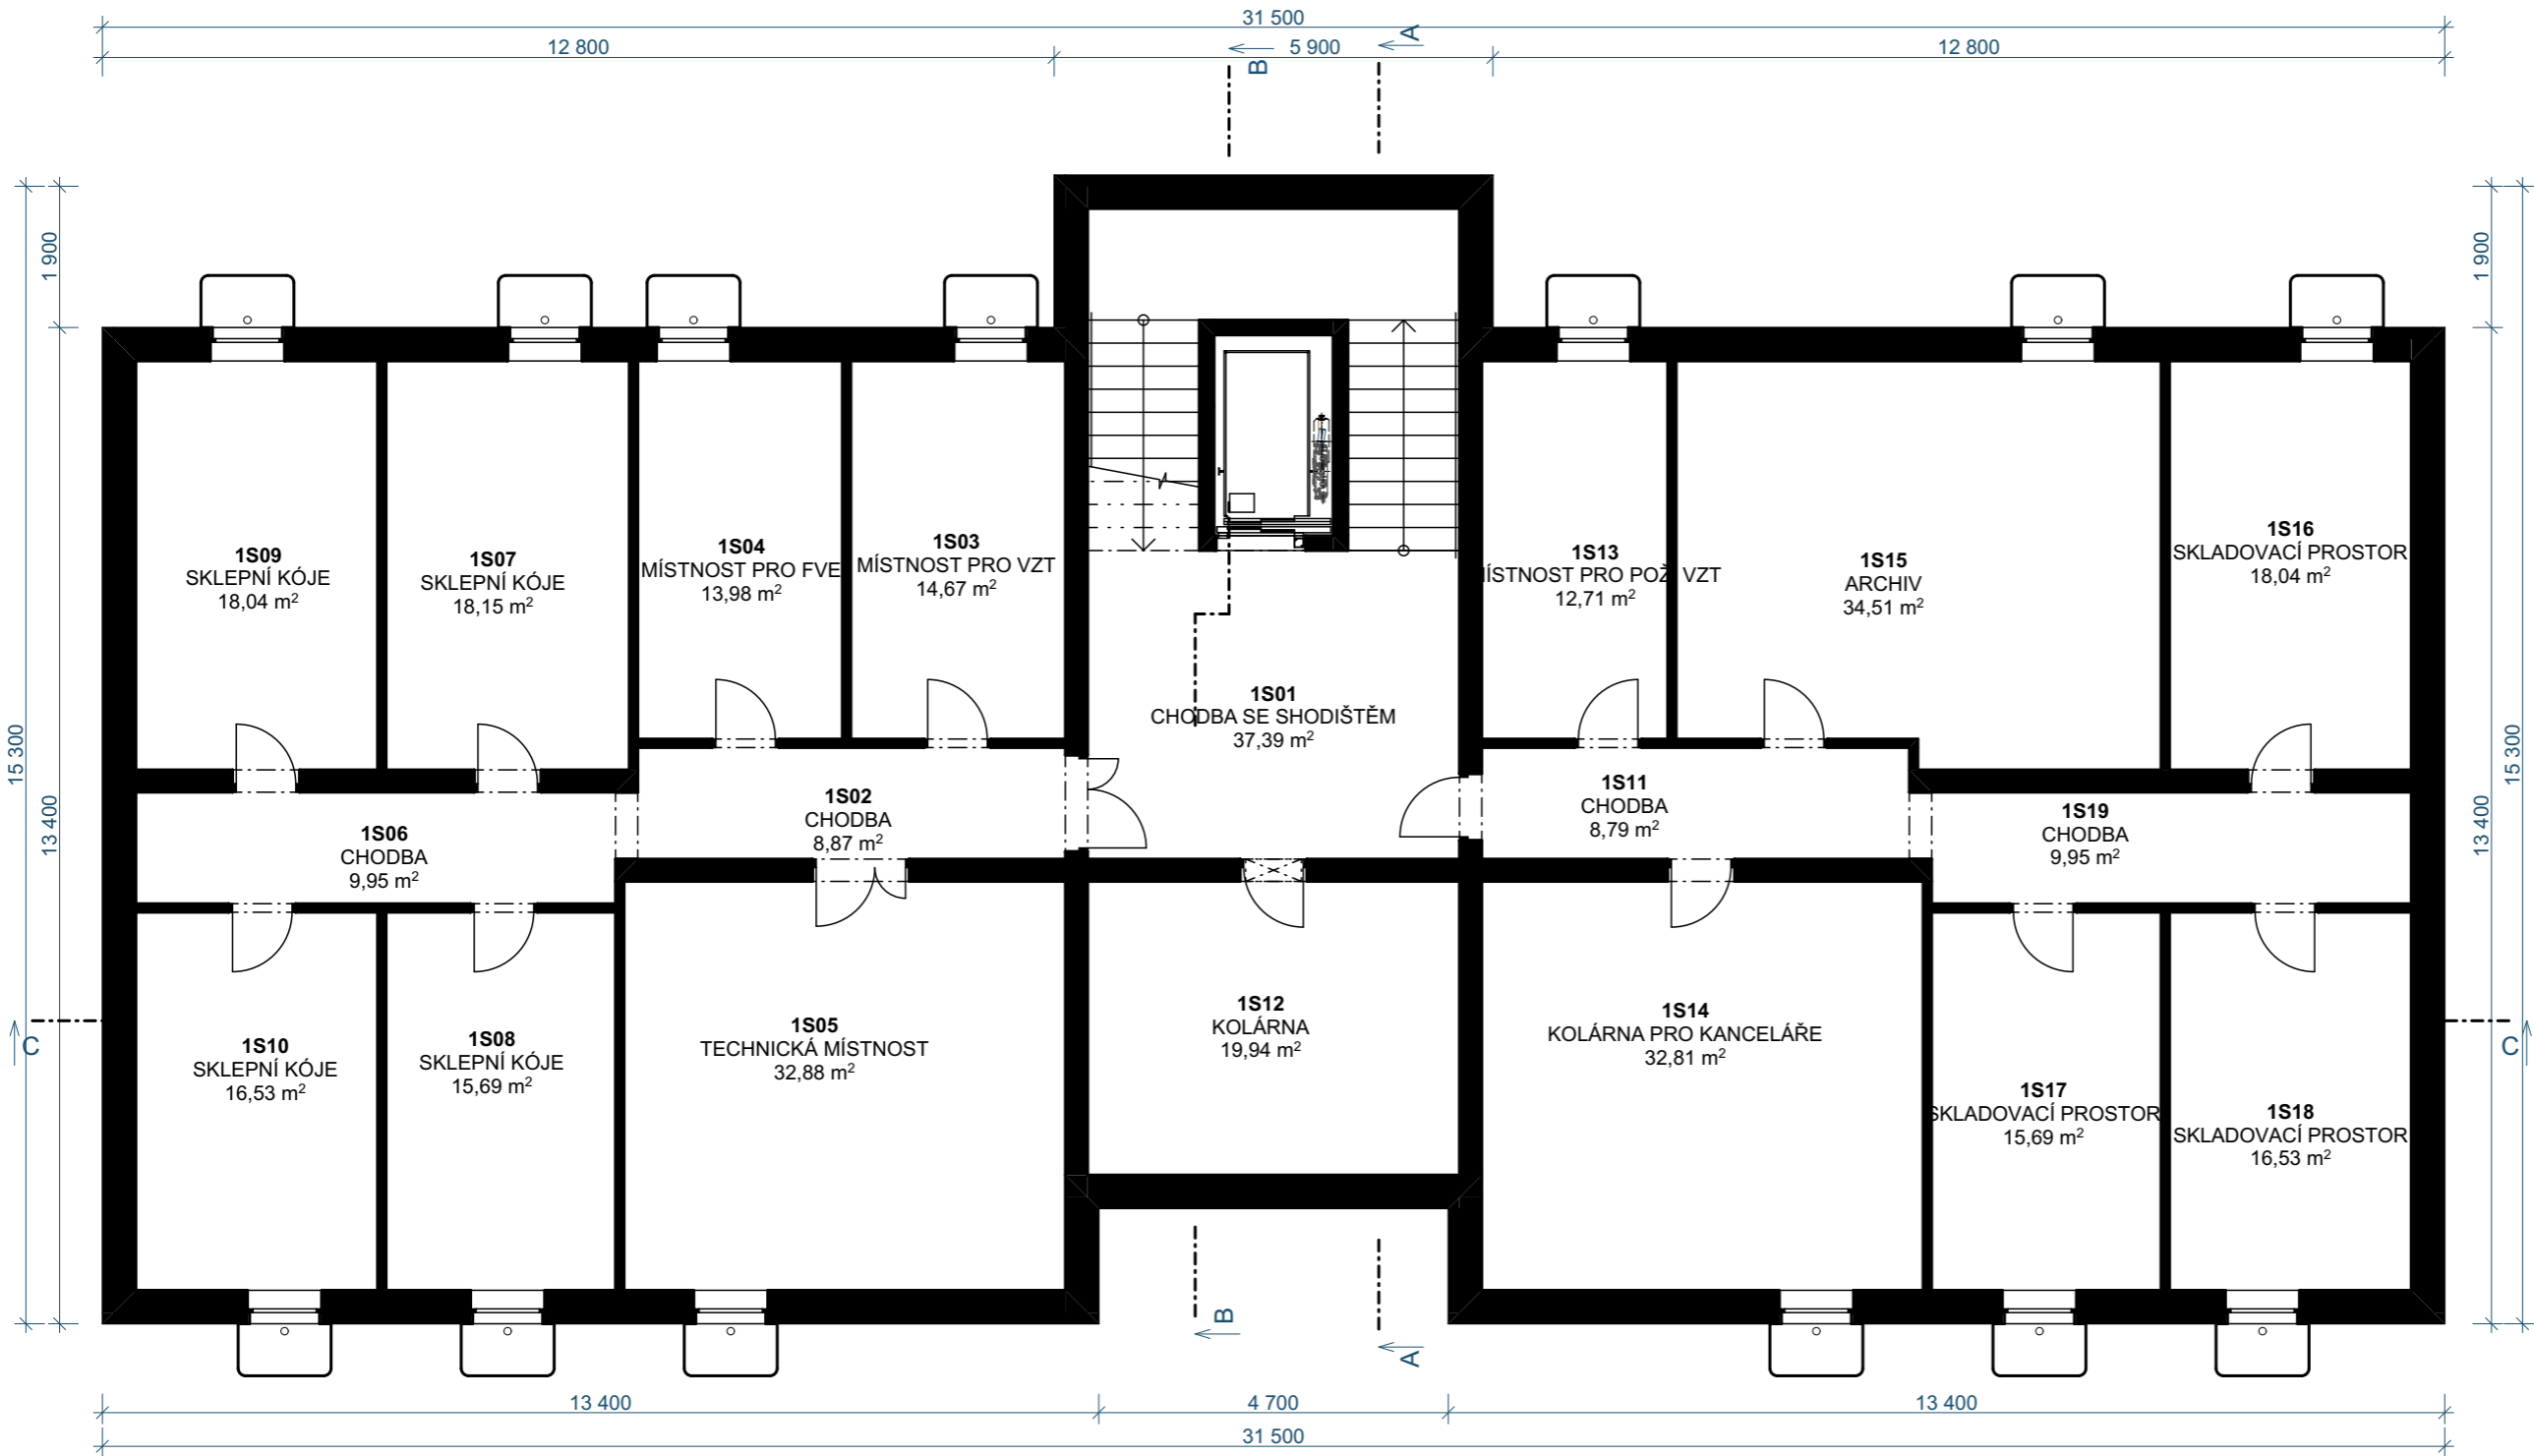 31 500
12 800
5 900
12 800
A
B
1 900
15 300
13 400
1 900
15 300
13 400
1S09
SKLEPNÍ KÓJE
18,04 m²
1S07
SKLEPNÍ KÓJE
18,15 m²
1S04
MÍSTNOST PRO FVE
13,98 m²
1S03
MÍSTNOST PRO VZT
14,67 m²
1S13
ÍSTNOST PRO POŽ. VZT
12,71 m²
1S15
ARCHIV
34,51 m²
1S16
SKLADOVACÍ PROSTOR
18,04 m²
1S01
CHODBA SE SHODIŠTĚM
37,39 m²
1S06
CHODBA
9,95 m²
1S02
CHODBA
8,87 m²
1S11
CHODBA
8,79 m²
1S19
CHODBA
9,95 m²
1S10
SKLEPNÍ KÓJE
16,53 m²
1S08
SKLEPNÍ KÓJE
15,69 m²
1S05
TECHNICKÁ MÍSTNOST
32,88 m²
1S12
KOLÁRNA
19,94 m²
1S14
KOLÁRNA PRO KANCELÁŘE
32,81 m²
1S17
SKLADOVACÍ PROSTOR
15,69 m²
1S18
SKLADOVACÍ PROSTOR
16,53 m²
C
C
B
A
13 400
4 700
13 400
31 500